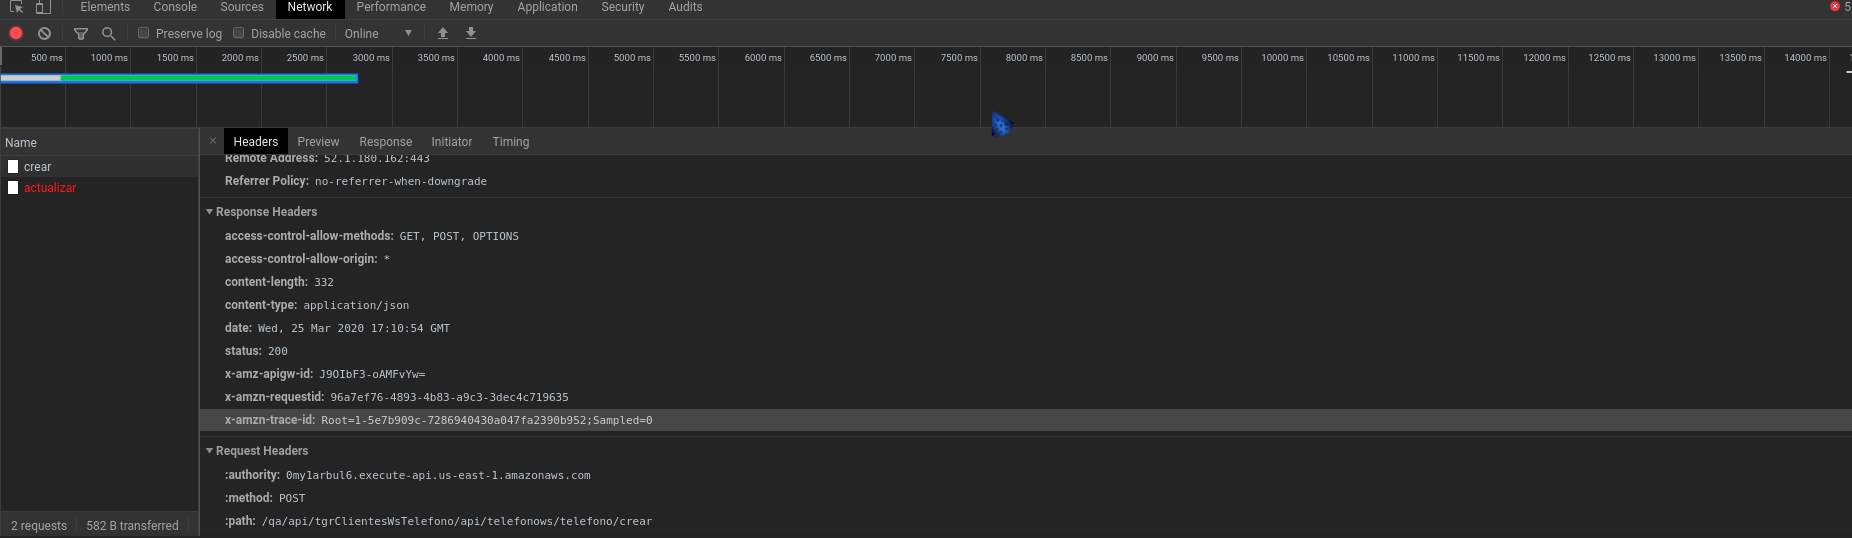 Elements Console Sources Network Performance Memory Application Security Audits 5
Preserve log Disable cache Online
500 ms 1000 ms 1500 ms 2000 ms 2500 ms 3000 ms 3500 ms 4000 ms 4500 ms 5000 ms 5500 ms 6000 ms 6500 ms 7000 ms 7500 ms 8000 ms 8500 ms 9000 ms 9500 ms 10000 ms 10500 ms 11000 ms 11500 ms 12000 ms 12500 ms 13000 ms 13500 ms 14000 ms
Name
crear
actualizar
2 requests 582 B transferred
× Headers Preview Response Initiator Timing
Remote Address: 52.1.180.162:443
Referrer Policy: no-referrer-when-downgrade
Response Headers
access-control-allow-methods: GET, POST, OPTIONS
access-control-allow-origin: *
content-length: 332
content-type: application/json
date: Wed, 25 Mar 2020 17:10:54 GMT
status: 200
x-amz-apigw-id: J9OIbF3-oAMFvYw=
x-amzn-requestid: 96a7ef76-4893-4b83-a9c3-3dec4c719635
x-amzn-trace-id: Root=1-5e7b909c-7286940430a047fa2390b952;Sampled=0
Request Headers
:authority: 0my1arbul6.execute-api.us-east-1.amazonaws.com
:method: POST
:path: /qa/api/tgrClientesWsTelefono/api/telefonows/telefono/crear